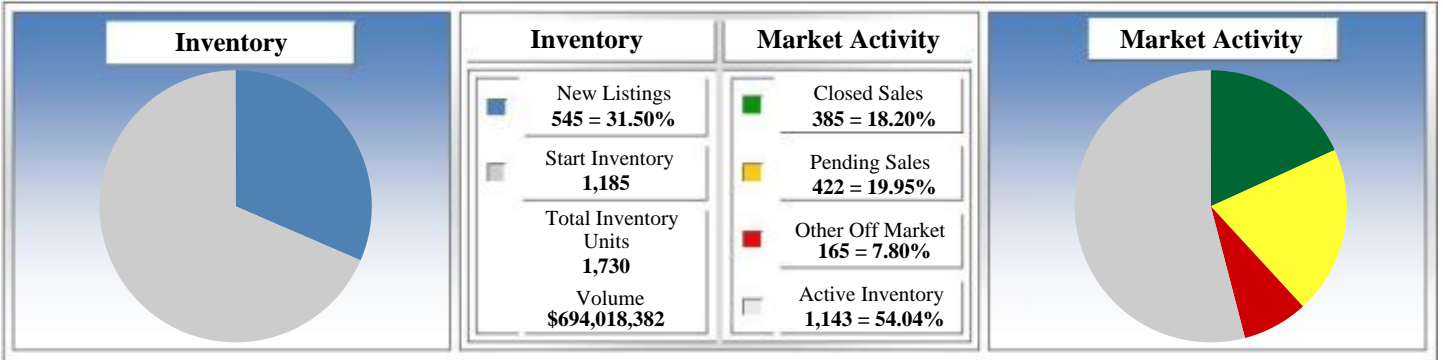 Inventory
Inventory
New Listings
545 = 31.50%
Start Inventory
1,185
Total Inventory
Units
1,730
Volume
$694,018,382
Market Activity
Closed Sales
385 = 18.20%
Pending Sales
422 = 19.95%
Other Off Market
165 = 7.80%
Active Inventory
1,143 = 54.04%
Market Activity